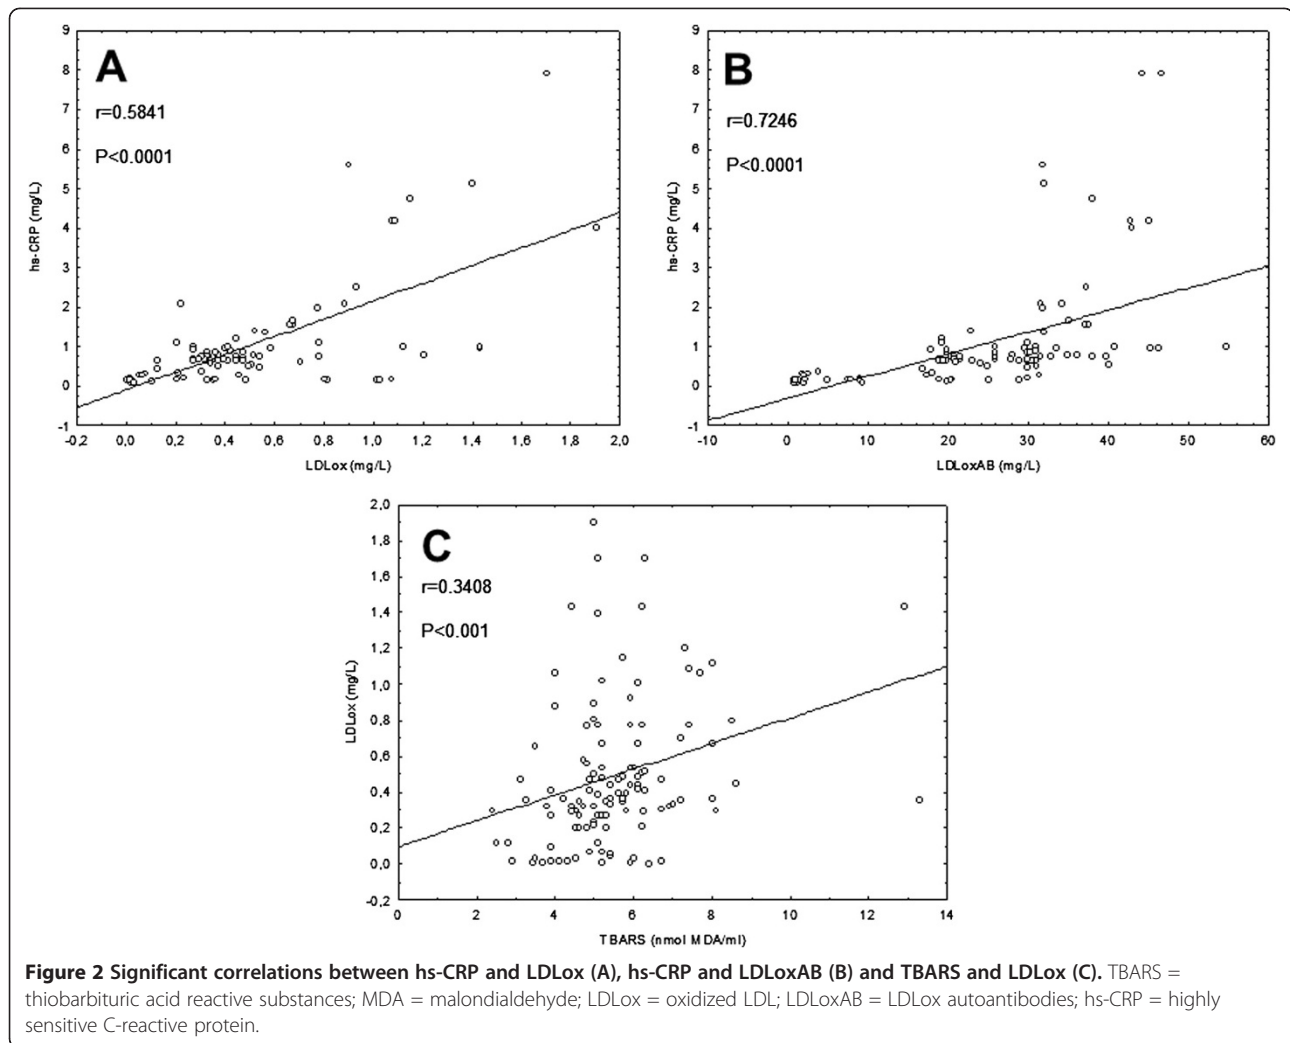 A
r=0.5841
P<0.0001
hs-CRP (mg/L)
9
8
7
6
5
4
3
2
1
0
-1
-0,2 0,0 0,2 0,4 0,6 0,8 1,0 1,2 1,4 1,6 1,8 2,0
LDLox (mg/L)
B
r=0.7246
P<0.0001
hs-CRP (mg/L)
9
8
7
6
5
4
3
2
1
0
-1
-10 0 10 20 30 40 50 60
LDLoxAB (mg/L)
C
r=0.3408
P<0.001
LDLox (mg/L)
2,0
1,8
1,6
1,4
1,2
1,0
0,8
0,6
0,4
0,2
0,0
-0,2
0 2 4 6 8 10 12 14
TBARS (nmol MDA/ml)
Figure 2 Significant correlations between hs-CRP and LDLox (A), hs-CRP and LDLoxAB (B) and TBARS and LDLox (C). TBARS =
thiobarbituric acid reactive substances; MDA = malondialdehyde; LDLox = oxidized LDL; LDLoxAB = LDLox autoantibodies; hs-CRP = highly
sensitive C-reactive protein.